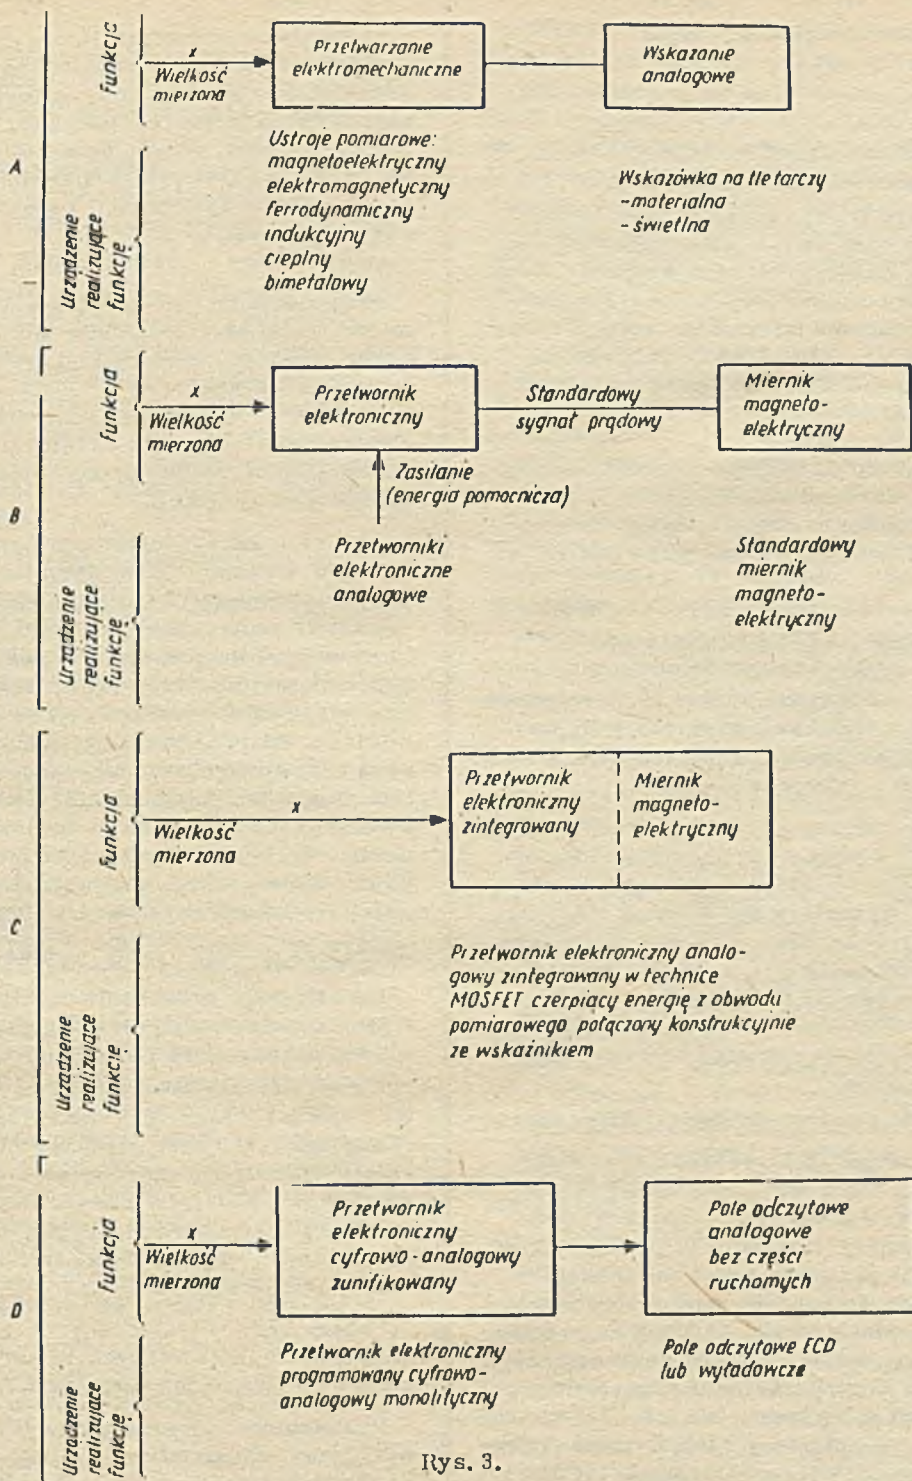 A
Funkcja
x
Wielkość
mierzona
Przetwarzanie
elektromechaniczne
Wskazanie
analogowe
Urządzenie
realizujące
funkcję
Ustroje pomiarowe:
magnetoelektryczny
elektromagnetyczny
ferrodynamiczny
indukcyjny
cieplny
bimetalowy
Wskazówka na tle tarczy
-materialna
- świetlna
B
Funkcja
x
Wielkość
mierzona
Przetwornik
elektroniczny
Standardowy
sygnał prądowy
Miernik
magneto-
elektryczny
Zasilanie
(energia pomocnicza)
Urządzenie
realizujące
funkcję
Przetworniki
elektroniczne
analogowe
Standardowy
miernik
magneto-
elektryczny
C
Funkcja
x
Wielkość
mierzona
Przetwornik
elektroniczny
zintegrowany
Miernik
magneto-
elektryczny
Urządzenie
realizujące
funkcję
Przetwornik elektroniczny analo-
gowy zintegrowany w technice
MOSFET czerpiący energię z obwodu
pomiarowego połączony konstrukcyjnie
ze wskaźnikiem
D
Funkcja
x
Wielkość
mierzona
Przetwornik
elektroniczny
cyfrowo-analogowy
zunifikowany
Pole odczytowe
analogowe
bez części
ruchomych
Urządzenie
realizujące
funkcję
Przetwornik elektroniczny
programowany cyfrowo-
analogowy monolityczny
Pole odczytowe ECD
lub wyładowcze
Rys. 3.